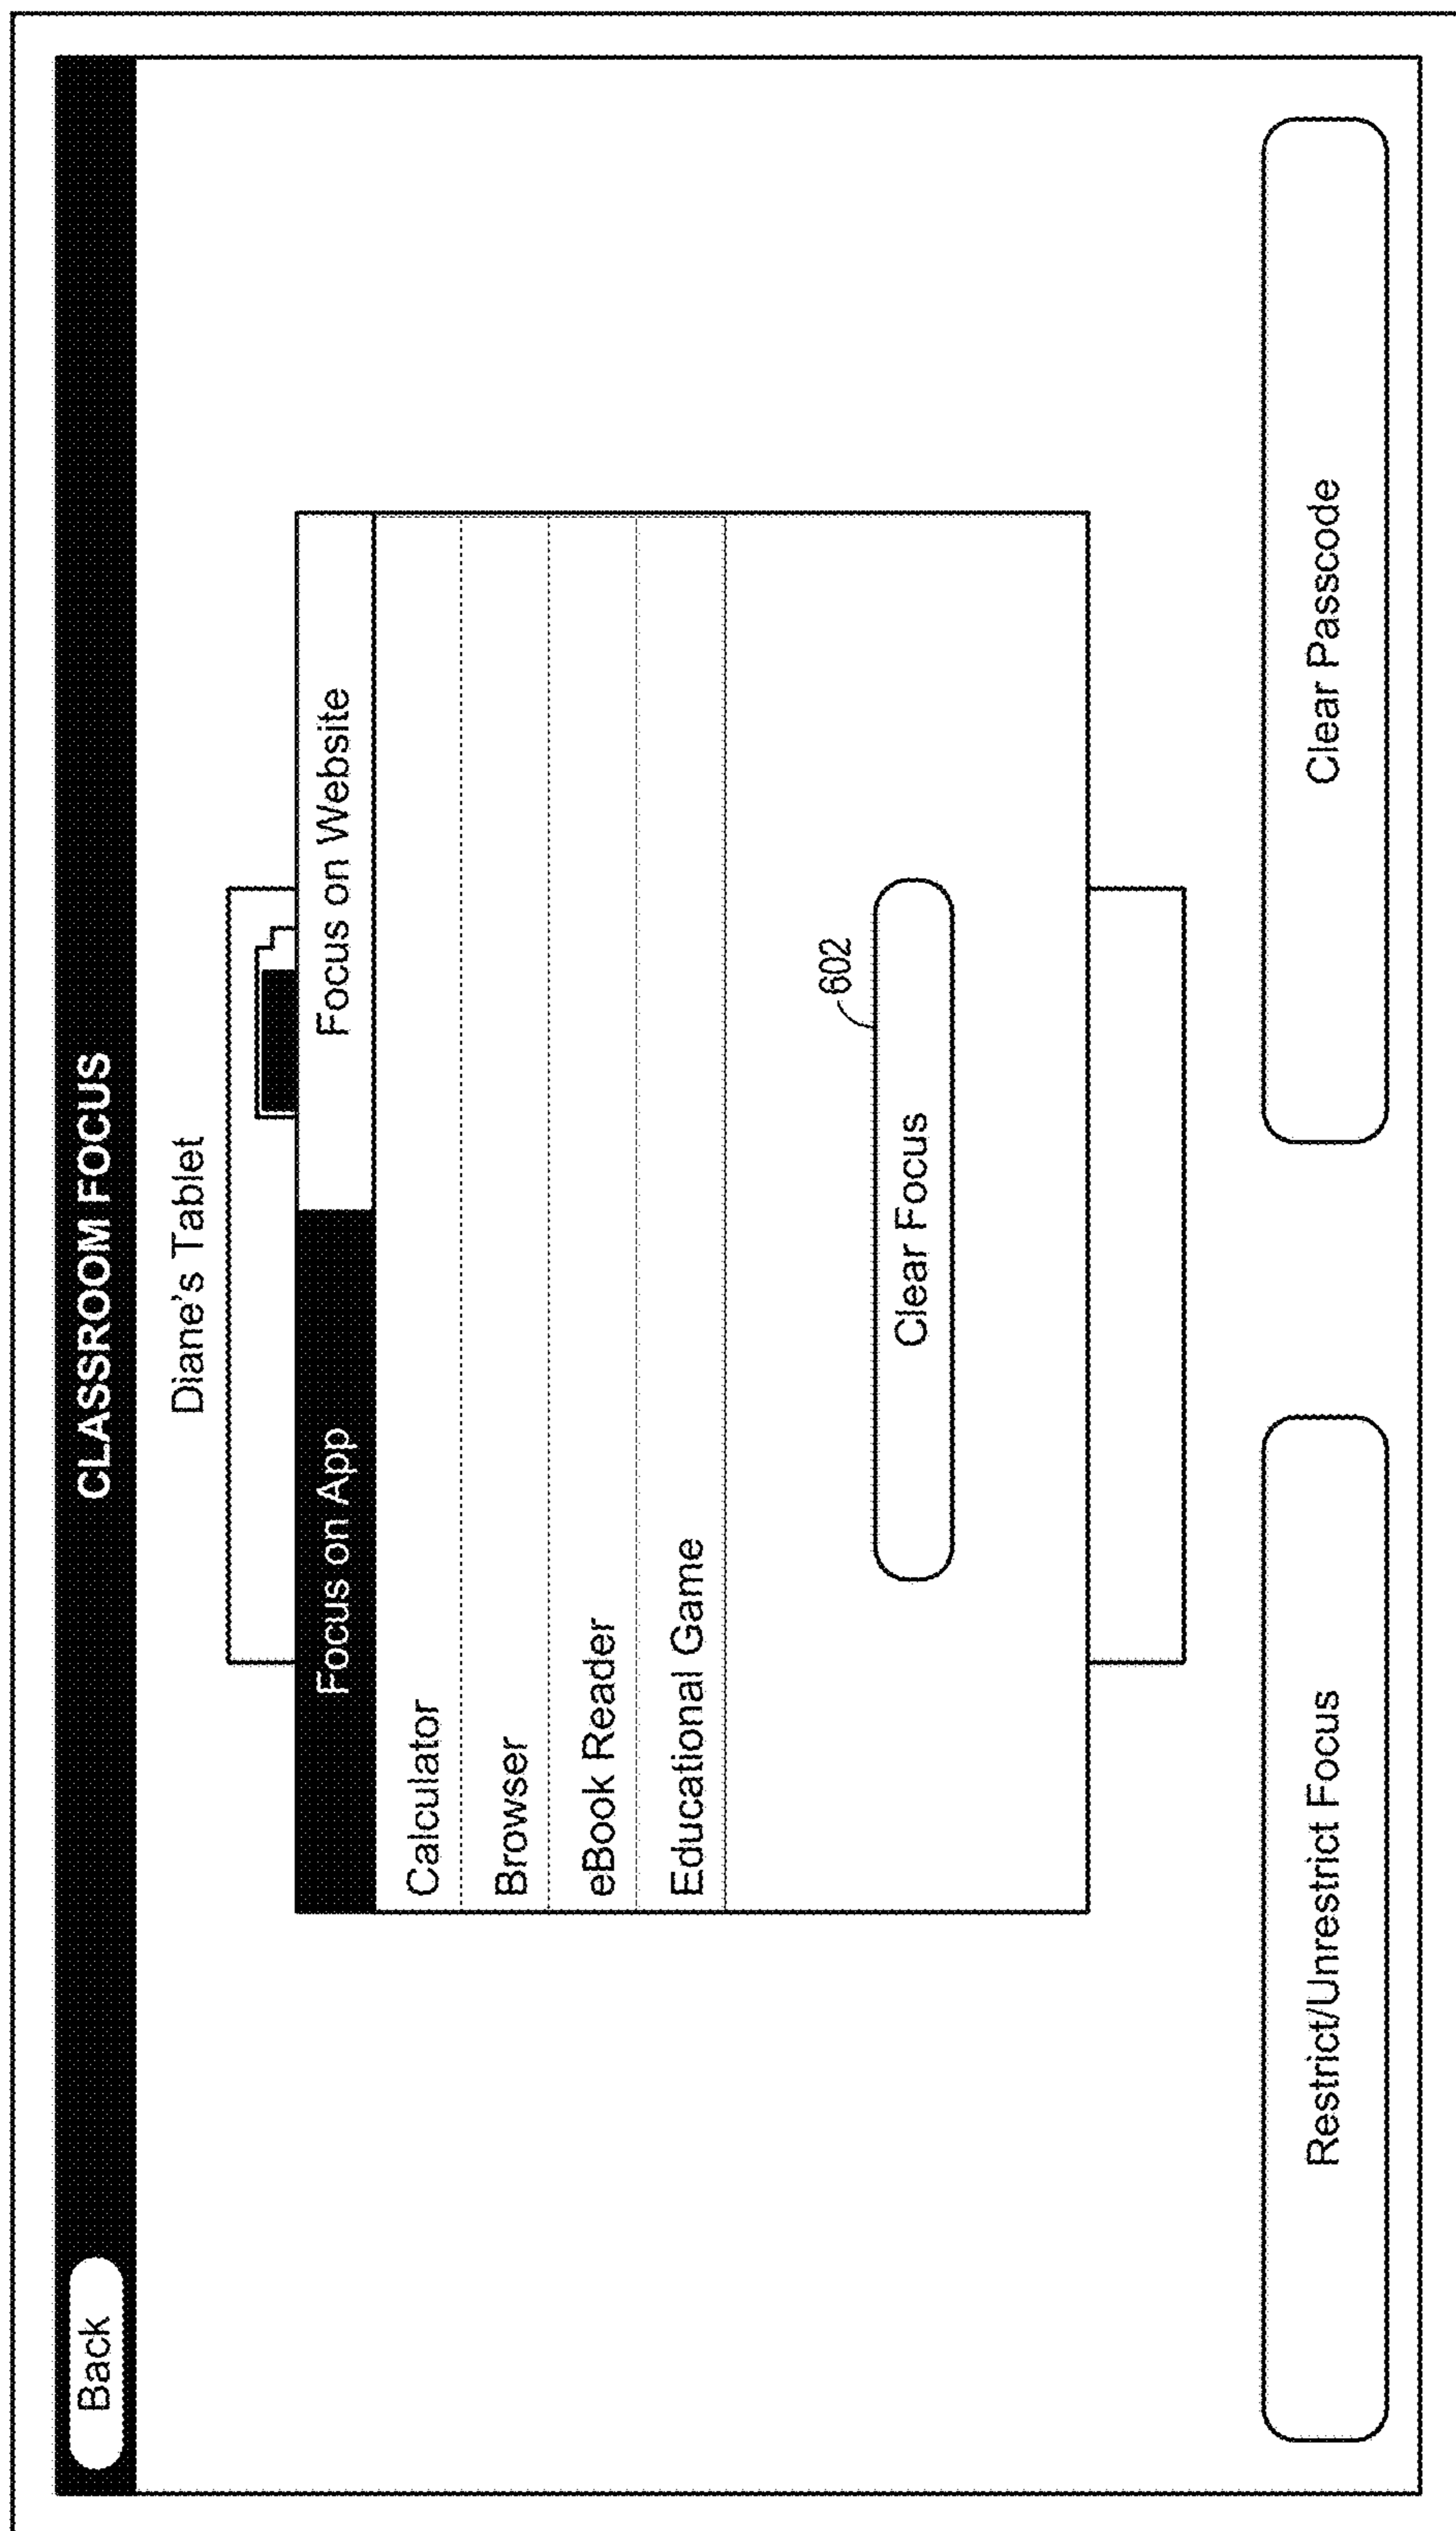 Back
CLASSROOM FOCUS
Diane's Tablet
Focus on App
Focus on Website
Calculator
Browser
eBook Reader
Educational Game
602
Clear Focus
Restrict/Unrestrict Focus
Clear Passcode